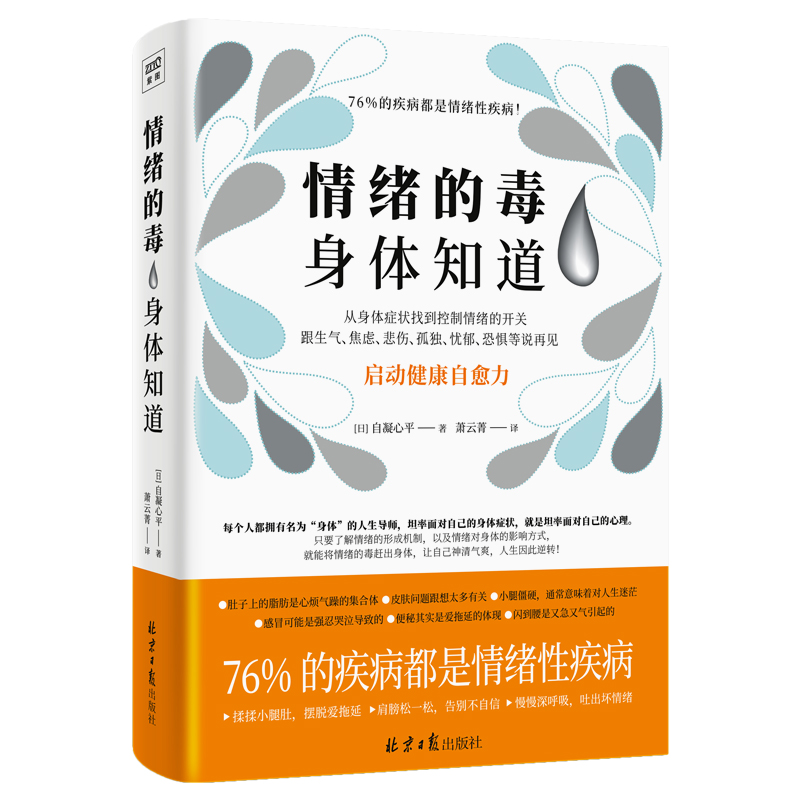 紫图
情绪的毒
身体知道
[日]自凝心平 著
萧云菁 译
北京日报出版社
76%的疾病都是情绪性疾病！
情绪的毒
身体知道
从身体症状找到控制情绪的开关
跟生气、焦虑、悲伤、孤独、忧郁、恐惧等说再见
启动健康自愈力
[日]自凝心平——著 萧云菁——译
每个人都拥有名为“身体”的人生导师，坦率面对自己的身体症状，就是坦率面对自己的心理。
只要了解情绪的形成机制，以及情绪对身体的影响方式，
就能将情绪的毒赶出身体，让自己神清气爽，人生因此逆转！
●肚子上的脂肪是心烦气躁的集合体 ●皮肤问题跟想太多有关 ●小腿僵硬，通常意味着对人生迷茫
●感冒可能是强忍哭泣导致的 ●便秘其实是爱拖延的体现 ●闪到腰是又急又气引起的
76%的疾病都是情绪性疾病
▶揉揉小腿肚，摆脱爱拖延 ▶肩膀松一松，告别不自信 ▶慢慢深呼吸，吐出坏情绪
北京日报出版社